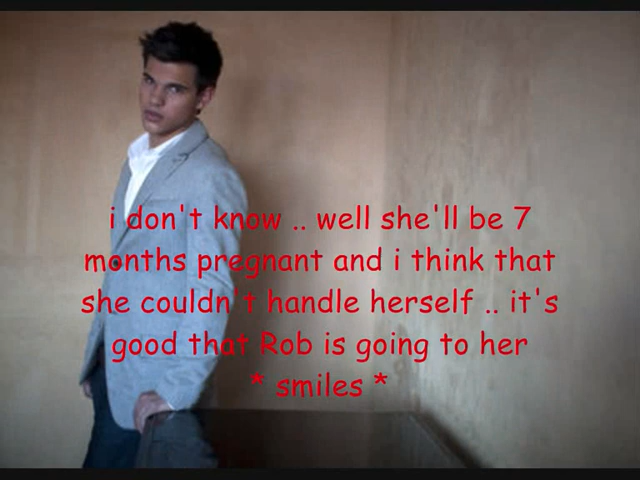 i don't know .. well she'll be 7
months pregnant and i think that
she couldn't handle herself .. it's
good that Rob is going to her
* smiles *